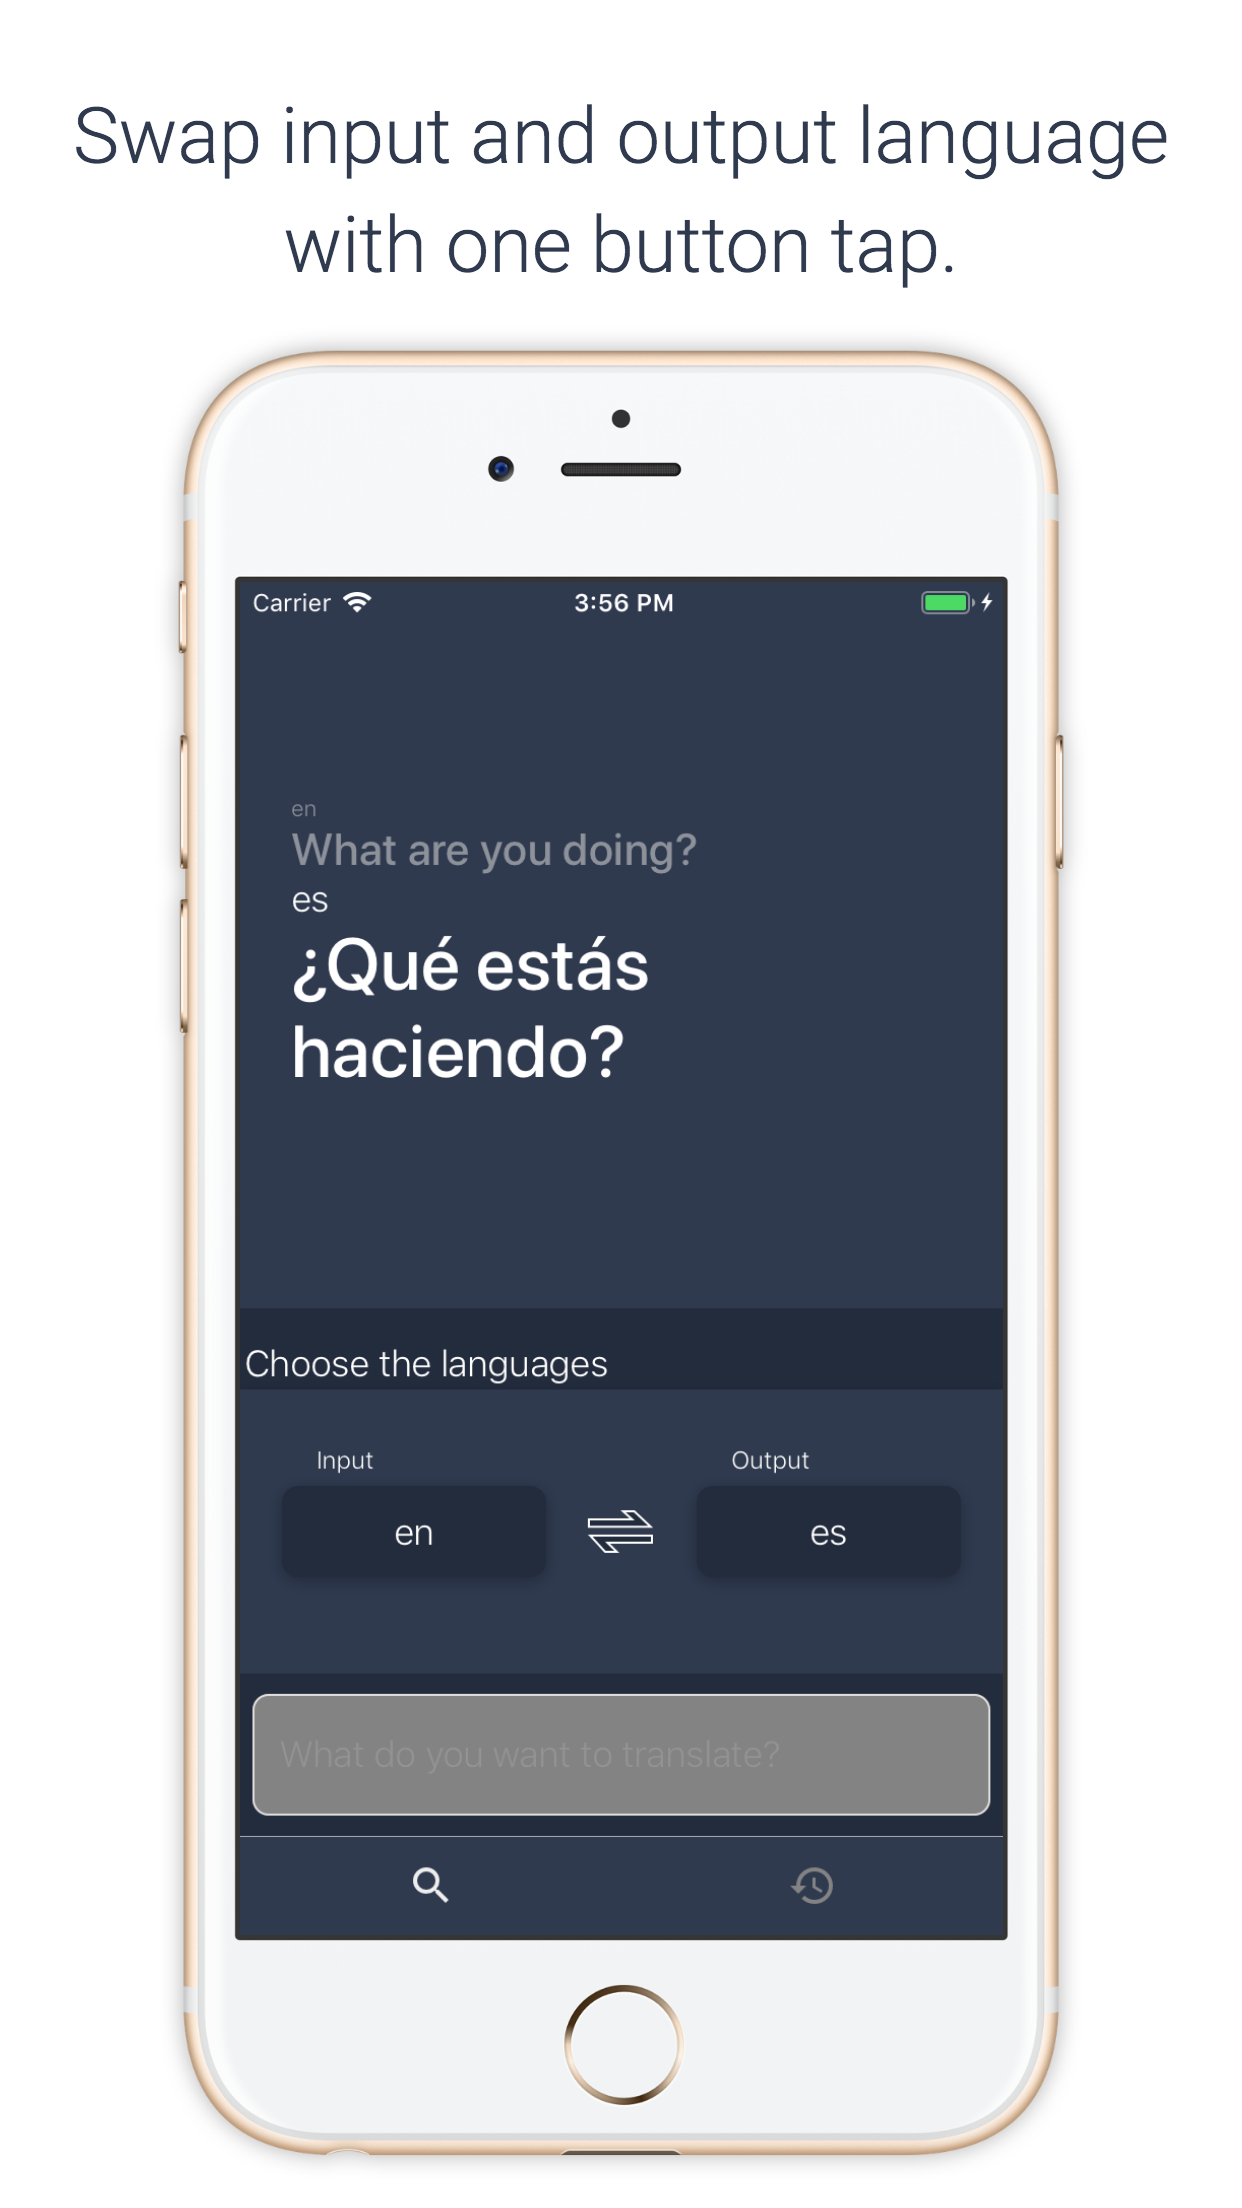 Swap input and output language
with one button tap.
Carrier 3:56 PM
en
What are you doing?
es
¿Qué estás
haciendo?
Choose the languages
Input Output
en es
What do you want to translate?